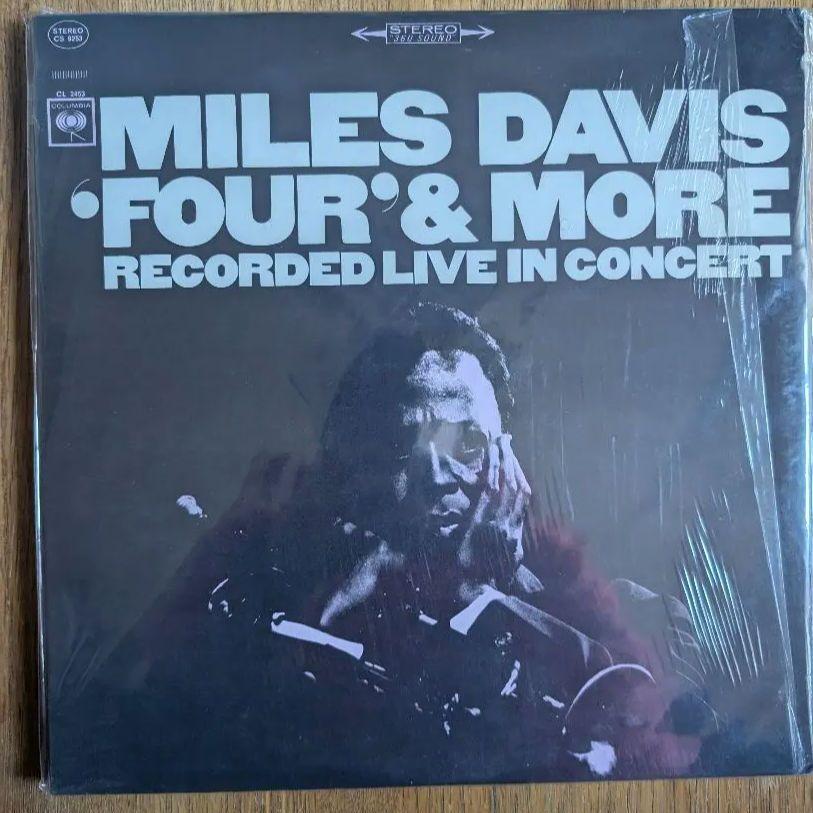 STEREO
CS 9253
STEREO
"360 SOUND"
CL 2453
COLUMBIA
MILES DAVIS
'FOUR' & MORE
RECORDED LIVE IN CONCERT